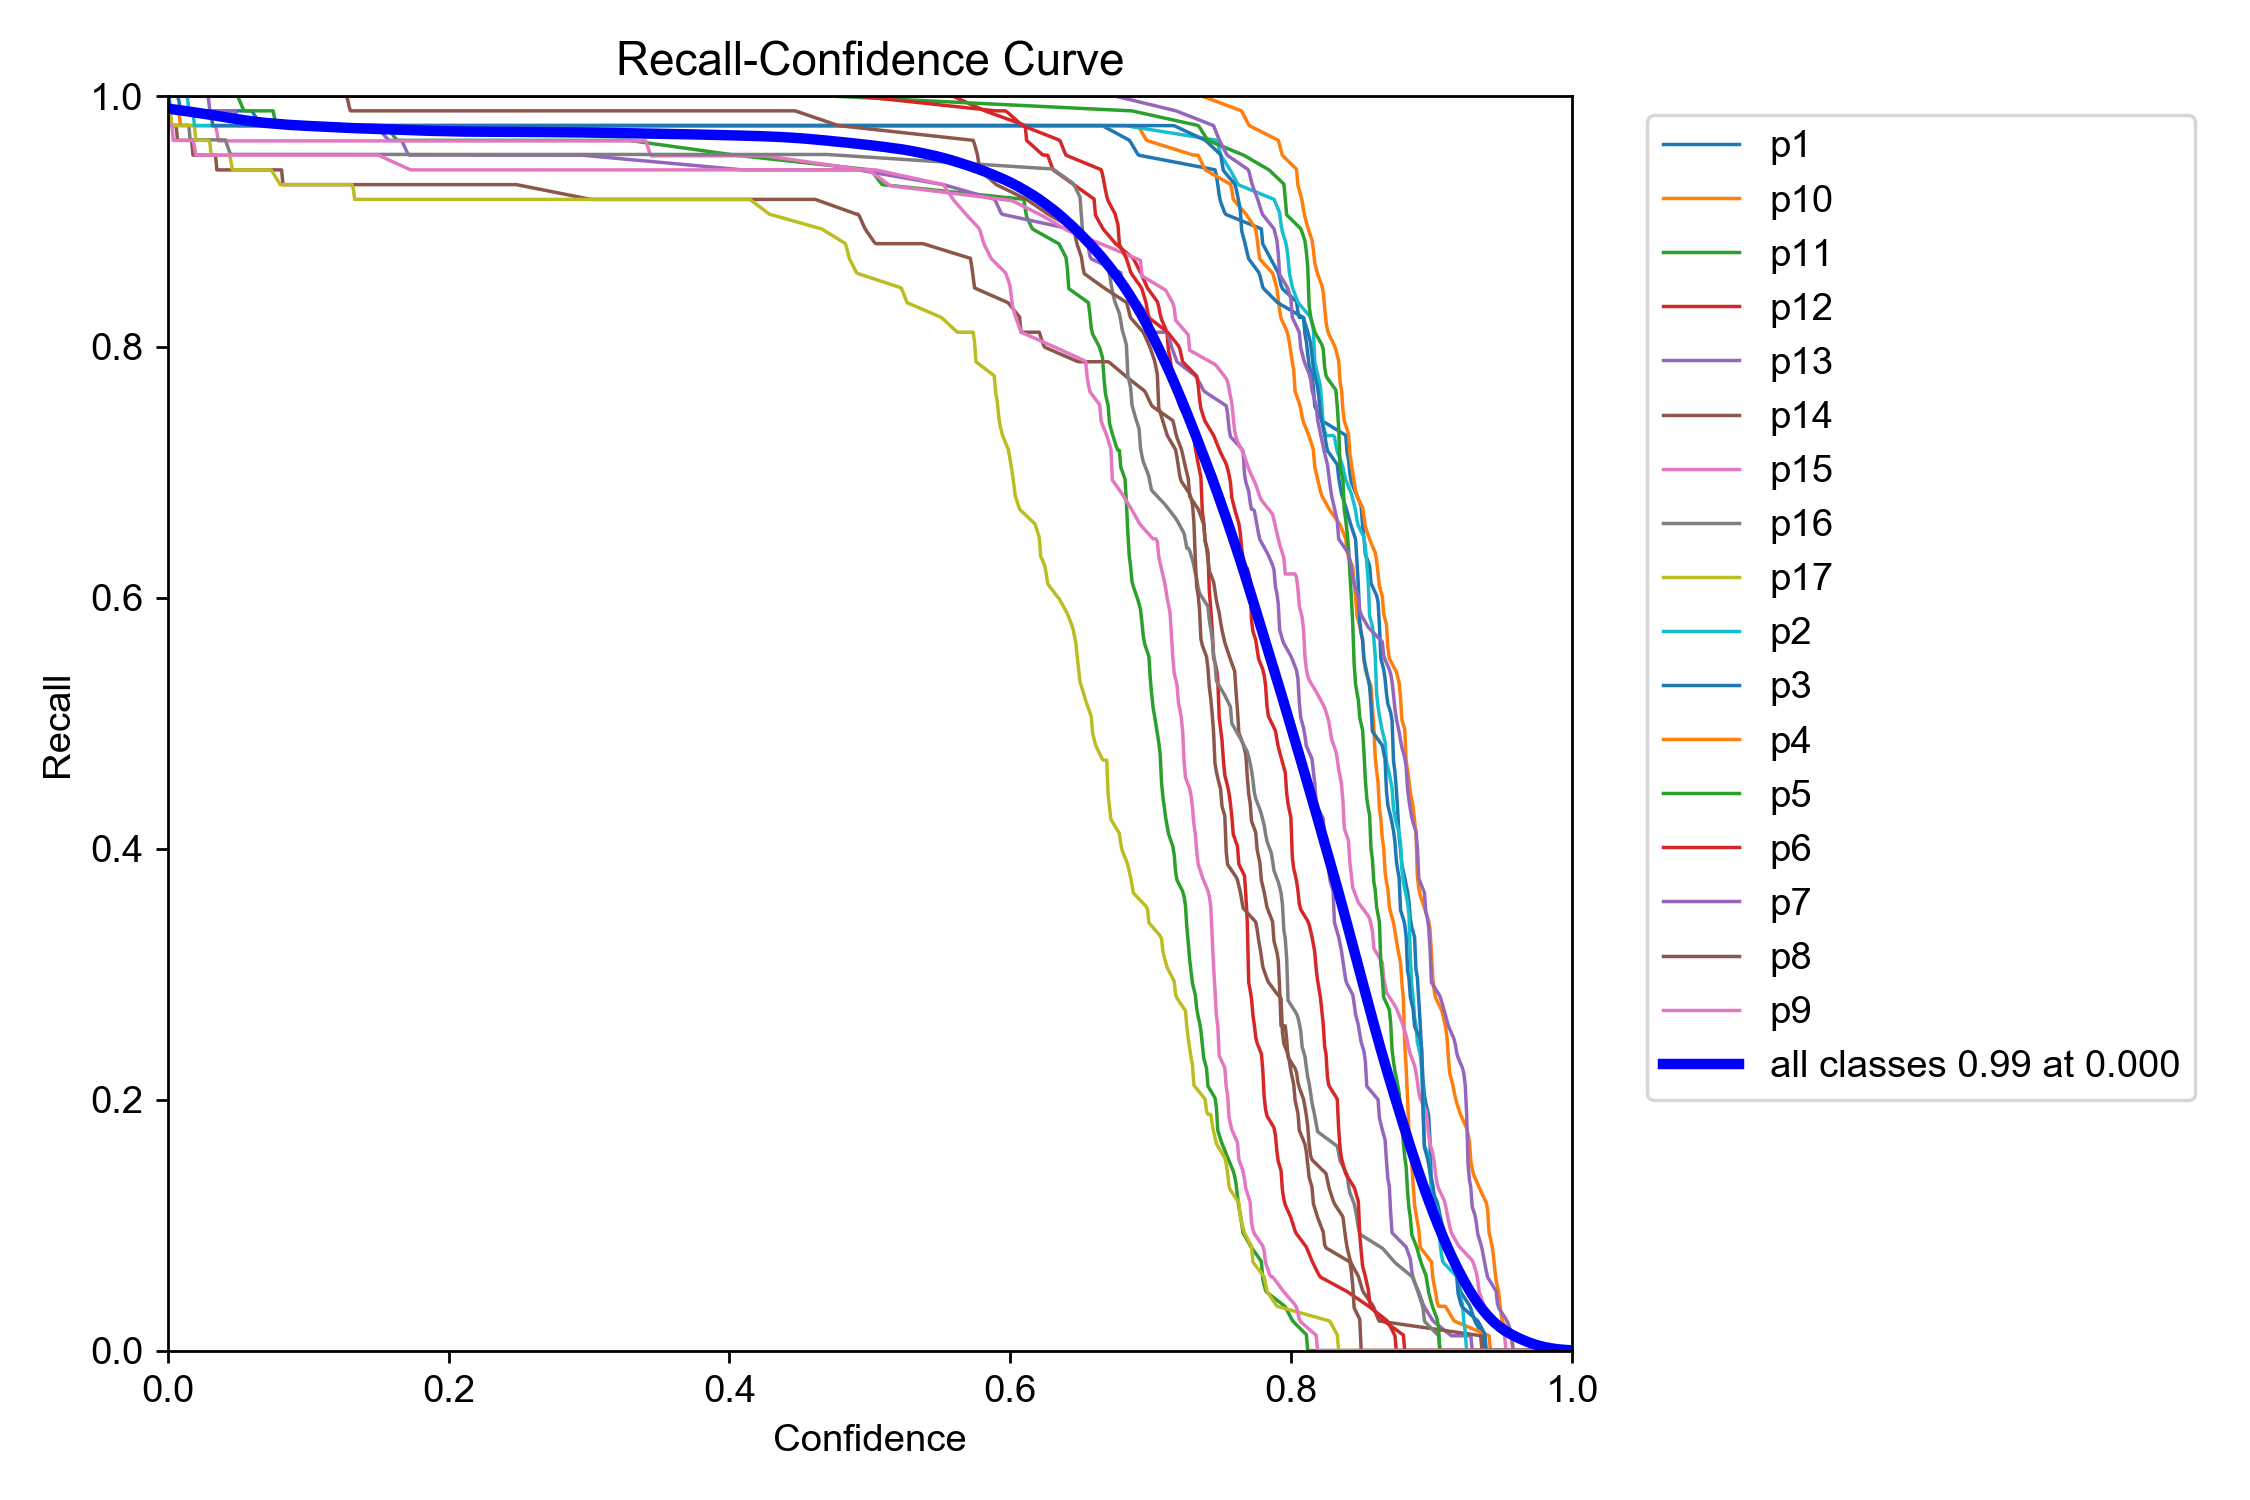 Recall-Confidence Curve
1.0
0.8
0.6
0.4
0.2
0.0
Recall
0.0 0.2 0.4 0.6 0.8 1.0
Confidence
p1
p10
p11
p12
p13
p14
p15
p16
p17
p2
p3
p4
p5
p6
p7
p8
p9
all classes 0.99 at 0.000